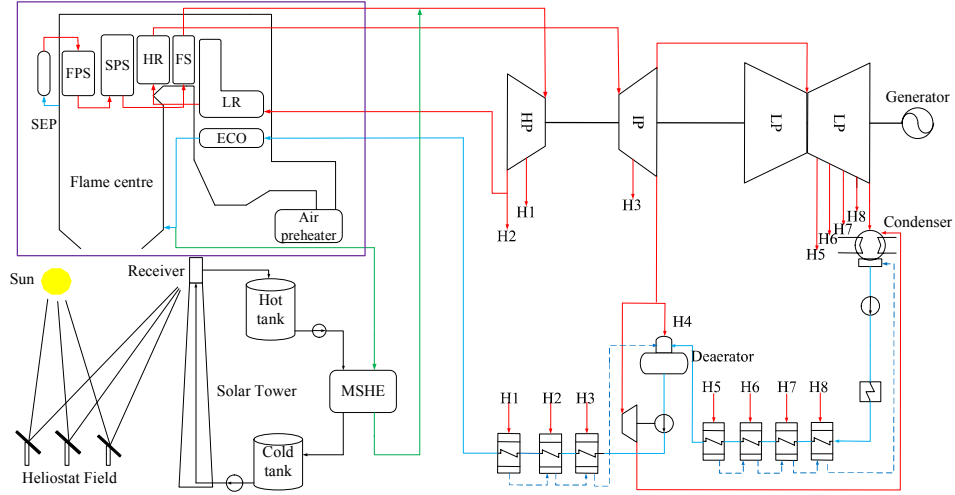 FPS
SPS
HR
FS
LR
SEP
ECO
Flame centre
Air
preheater
HP
IP
LP
LP
Generator
H1
H2
H3
H5
H6
H7
H8
Condenser
Sun
Receiver
Hot
tank
Solar Tower
MSHE
Cold
tank
Heliostat Field
H4
Deaerator
H1
H2
H3
H5
H6
H7
H8